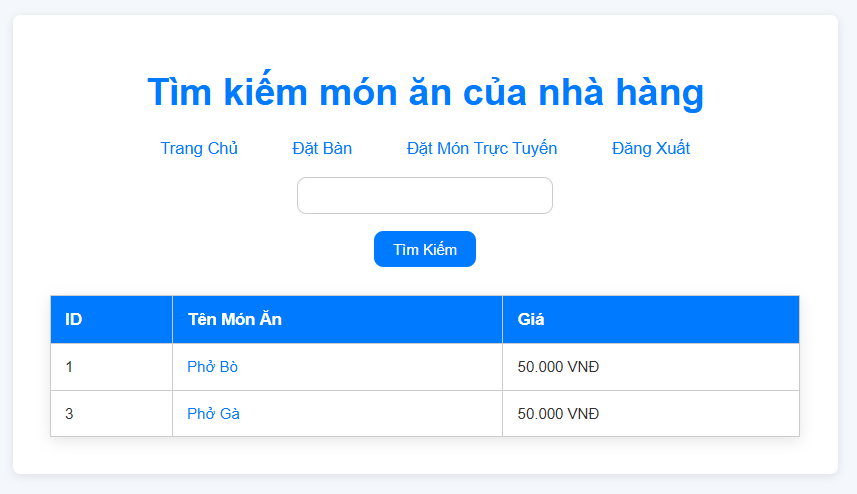 Tìm kiếm món ăn của nhà hàng
Trang Chủ Đặt Bàn Đặt Món Trực Tuyến Đăng Xuất
Tìm Kiếm
ID Tên Món Ăn Giá
1 Phở Bò 50.000 VNĐ
3 Phở Gà 50.000 VNĐ